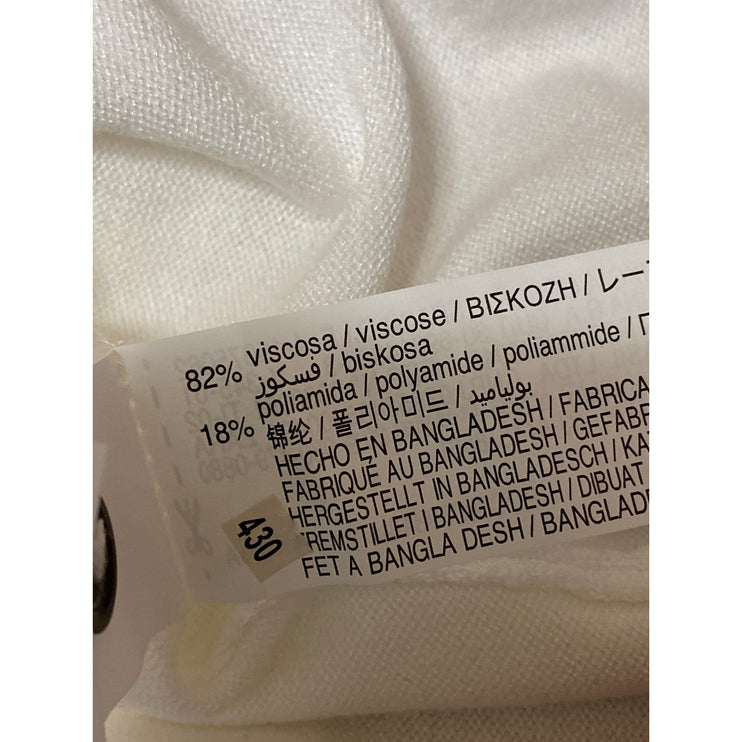 82% viscosa / viscose / ΒΙΣΚΟΖΗ / レー
فسكوز / biskosa
18% poliamida / polyamide / poliammide /
锦纶 / 폴리아미드 / بولياميد
HECHO EN BANGLADESH / FABRICA
FABRIQUÉ AU BANGLADESH / GEFABR
HERGESTELLT IN BANGLADESCH / KA
FREMSTILLET I BANGLADESH / DIBUAT
FET A BANGLA DESH / BANGLAD
430